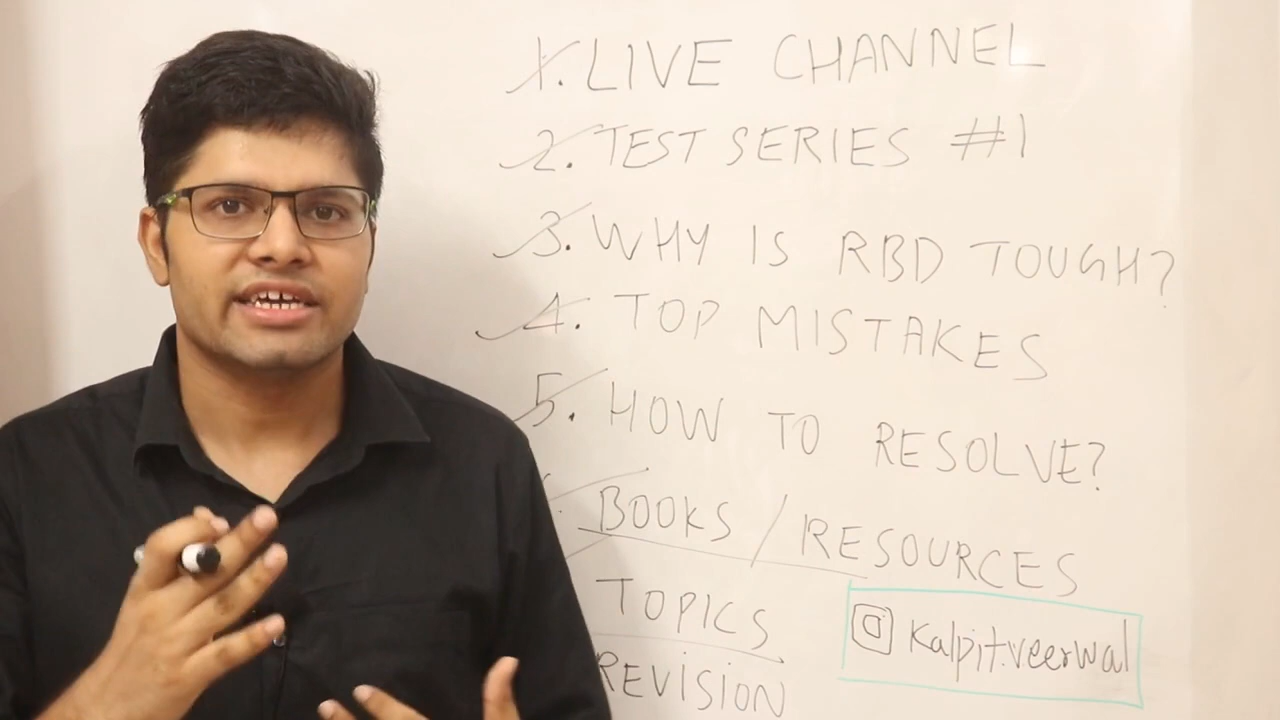 1. LIVE CHANNEL
2. TEST SERIES #1
3. WHY IS RBD TOUGH?
4. TOP MISTAKES
5. HOW TO RESOLVE?
BOOKS / RESOURCES
TOPICS
kalpit.veerwal
REVISION